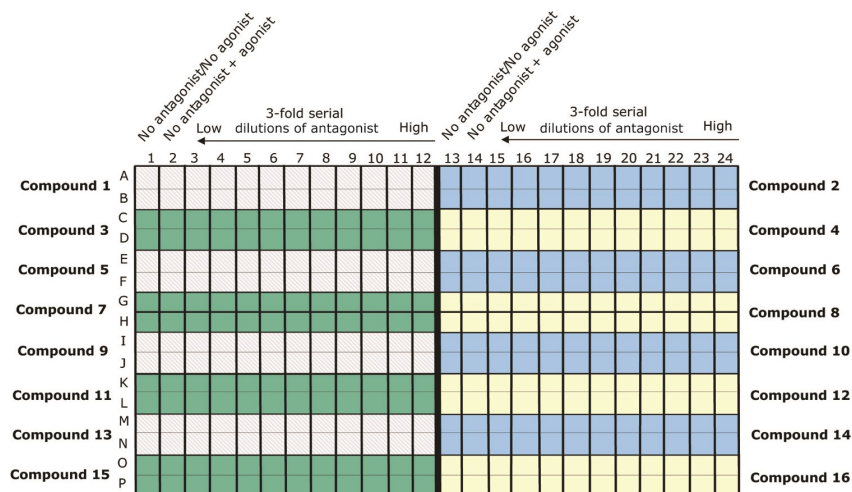 No antagonist/No agonist
No antagonist + agonist
3-fold serial
Low dilutions of antagonist High
No antagonist/No agonist
No antagonist + agonist
3-fold serial
Low dilutions of antagonist High
1 2 3 4 5 6 7 8 9 10 11 12 13 14 15 16 17 18 19 20 21 22 23 24
Compound 1 A Compound 2
B
C
Compound 3 D Compound 4
E
Compound 5 F Compound 6
G
Compound 7 H Compound 8
I
Compound 9 J Compound 10
K
Compound 11 L Compound 12
M
Compound 13 N Compound 14
O
Compound 15 P Compound 16